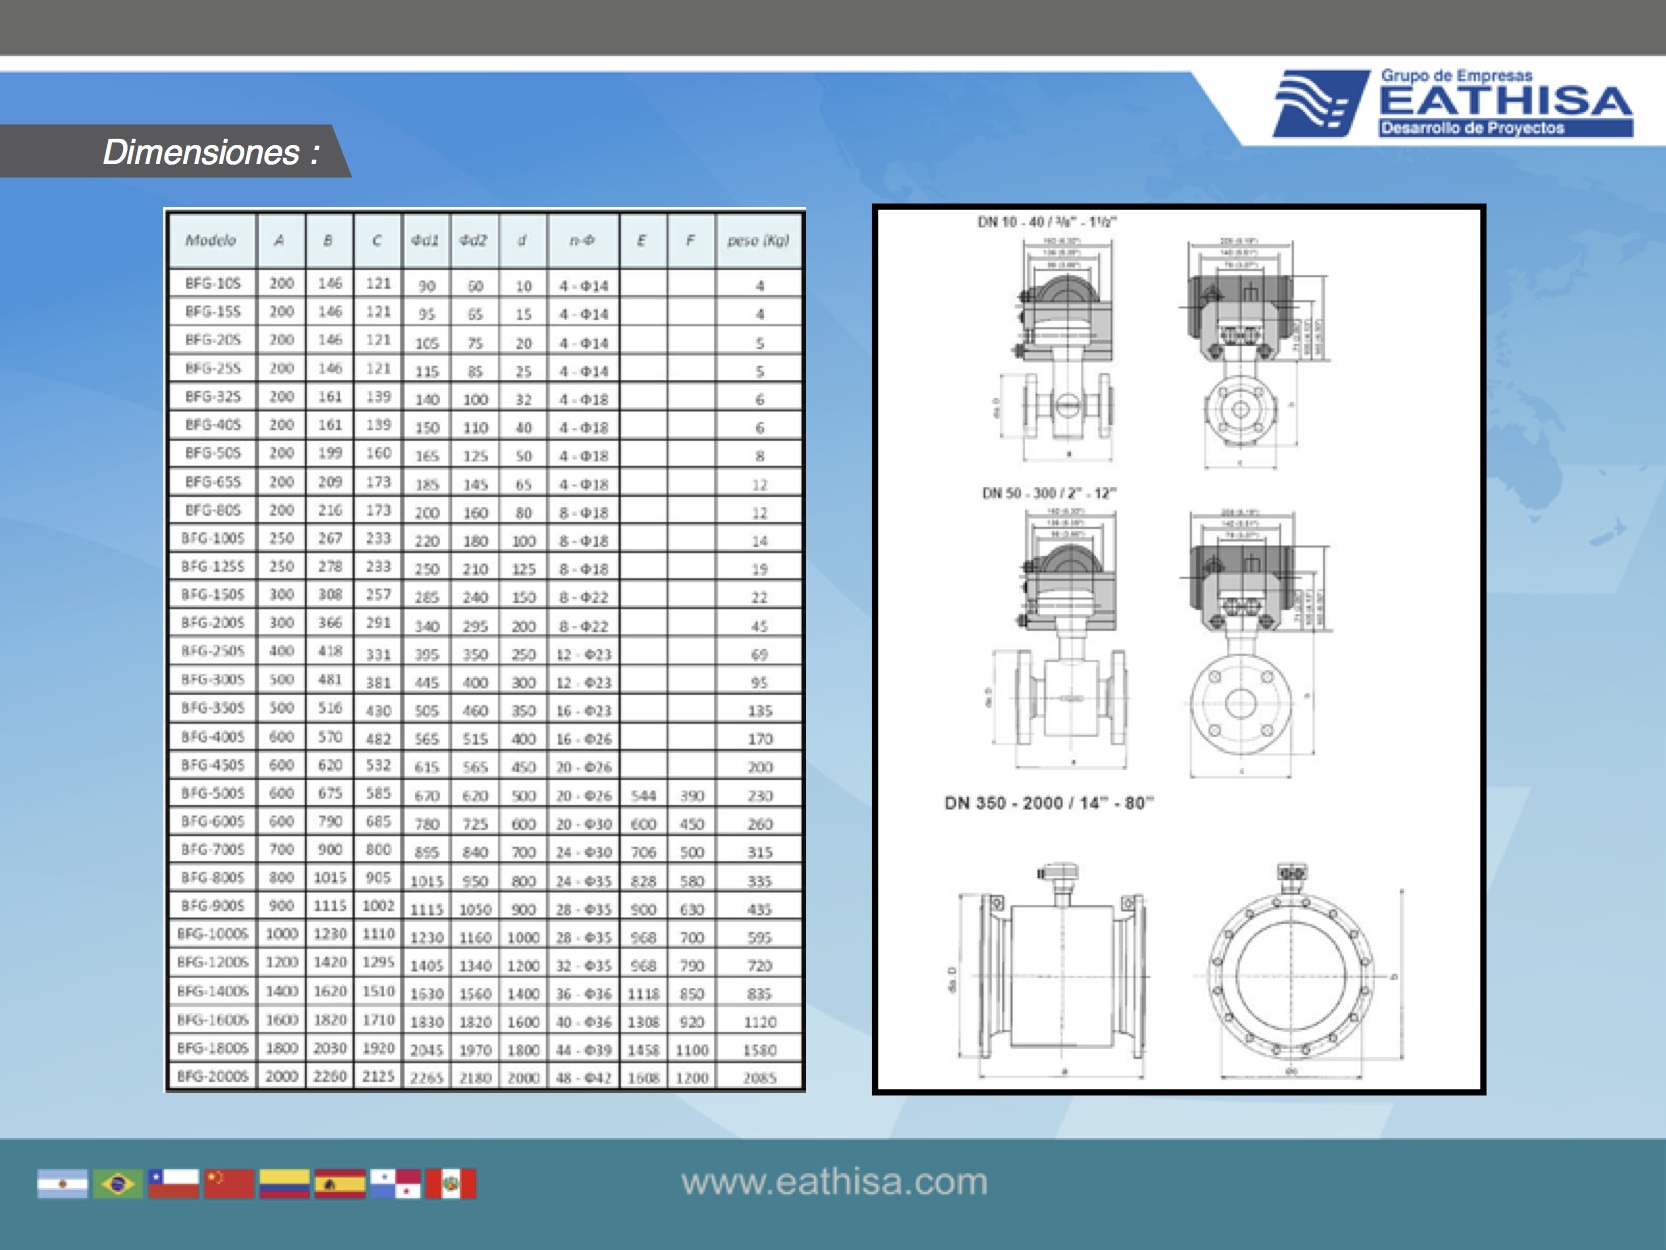 Grupo de Empresas
EATHISA
Desarrollo de Proyectos
Dimensiones :
Modelo A B C Φd1 Φd2 d n-Φ E F peso (Kg)
BFG-10S 200 146 121 90 60 10 4 - Φ14 4
BFG-15S 200 146 121 95 65 15 4 - Φ14 4
BFG-20S 200 146 121 105 75 20 4 - Φ14 5
BFG-25S 200 146 121 115 85 25 4 - Φ14 5
BFG-32S 200 161 139 140 100 32 4 - Φ18 6
BFG-40S 200 161 139 150 110 40 4 - Φ18 6
BFG-50S 200 199 160 165 125 50 4 - Φ18 8
BFG-65S 200 209 173 185 145 65 4 - Φ18 12
BFG-80S 200 216 173 200 160 80 8 - Φ18 12
BFG-100S 250 267 233 220 180 100 8 - Φ18 14
BFG-125S 250 278 233 250 210 125 8 - Φ18 19
BFG-150S 300 308 257 285 240 150 8 - Φ22 22
BFG-200S 300 366 291 340 295 200 8 - Φ22 45
BFG-250S 400 418 331 395 350 250 12 - Φ23 69
BFG-300S 500 481 381 445 400 300 12 - Φ23 95
BFG-350S 500 516 430 505 460 350 16 - Φ23 135
BFG-400S 600 570 482 565 515 400 16 - Φ26 170
BFG-450S 600 620 532 615 565 450 20 - Φ26 200
BFG-500S 600 675 585 670 620 500 20 - Φ26 544 390 230
BFG-600S 600 790 685 780 725 600 20 - Φ30 600 450 260
BFG-700S 700 900 800 895 840 700 24 - Φ30 706 500 315
BFG-800S 800 1015 905 1015 950 800 24 - Φ35 828 580 335
BFG-900S 900 1115 1002 1115 1050 900 28 - Φ35 900 630 435
BFG-1000S 1000 1230 1110 1230 1160 1000 28 - Φ35 968 700 595
BFG-1200S 1200 1420 1295 1405 1340 1200 32 - Φ35 968 790 720
BFG-1400S 1400 1620 1510 1630 1560 1400 36 - Φ36 1118 850 835
BFG-1600S 1600 1820 1710 1830 1820 1600 40 - Φ36 1308 920 1120
BFG-1800S 1800 2030 1920 2045 1970 1800 44 - Φ39 1458 1100 1580
BFG-2000S 2000 2260 2125 2265 2180 2000 48 - Φ42 1608 1200 2085
DN 10 - 40 / ³/₈" - 1¹/₂"
dia. D
DN 50 - 300 / 2" - 12"
dia. D
DN 350 - 2000 / 14" - 80"
dia. D
a
b
www.eathisa.com